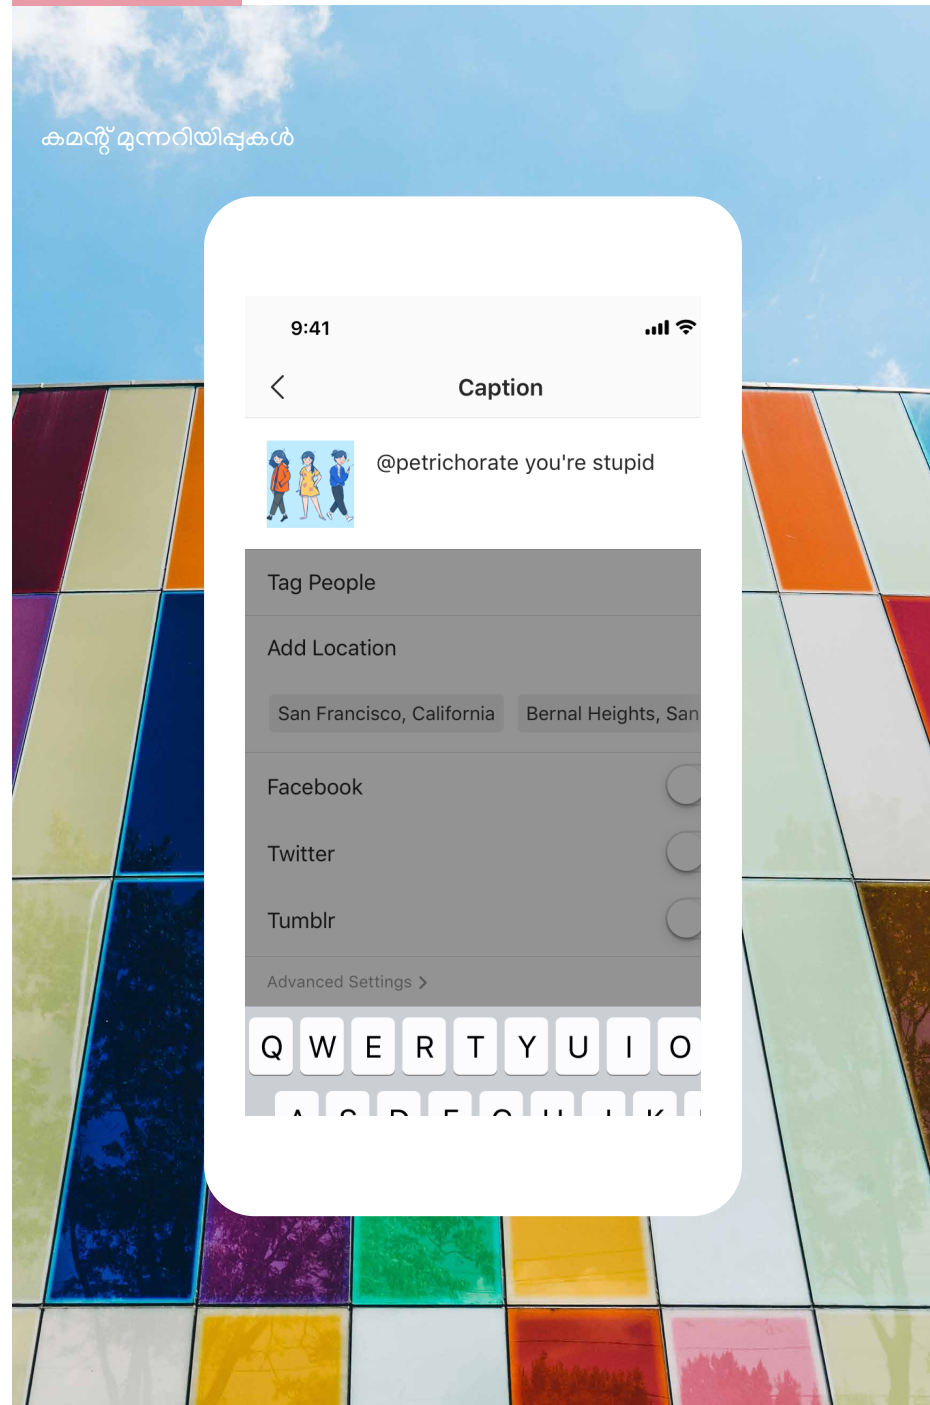 കമന്റ് മുന്നറിയിപ്പുകൾ
9:41
Caption
@petrichorate you're stupid
Tag People
Add Location
San Francisco, California Bernal Heights, San
Facebook
Twitter
Tumblr
Advanced Settings
Q W E R T Y U I O
A S D F G H J K